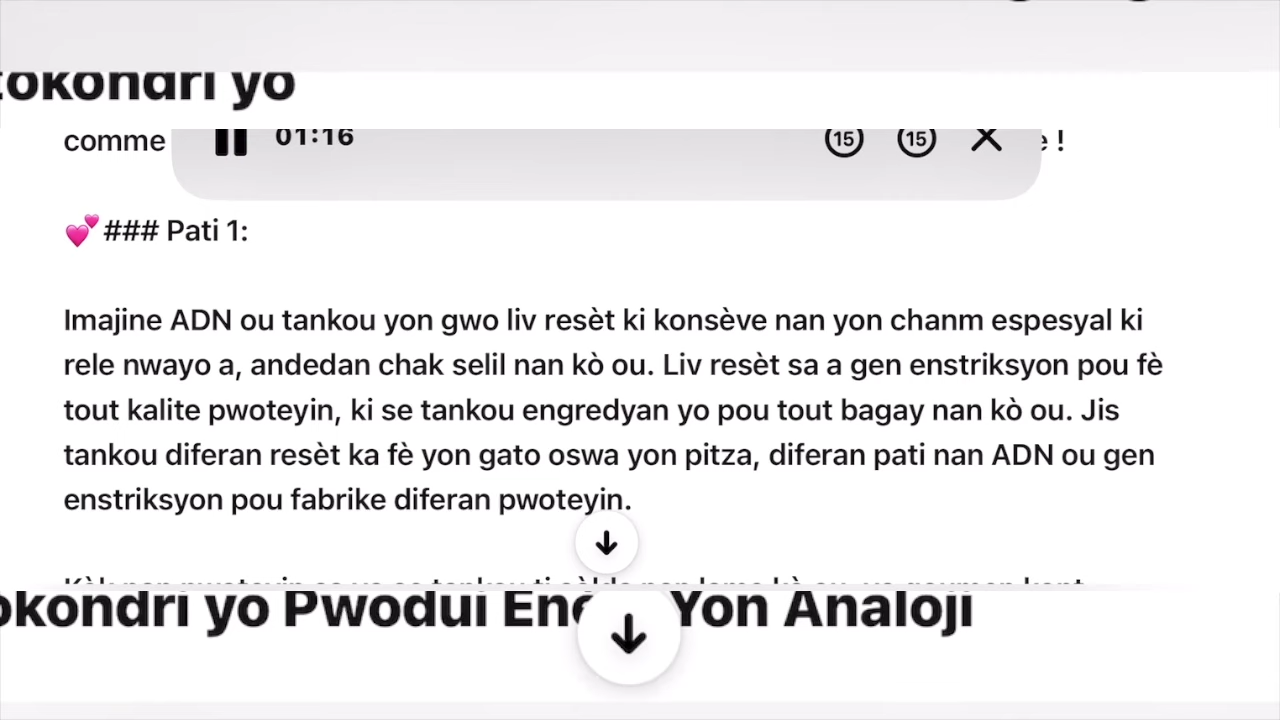 yo
comme
01:16
15 15
!
💕### Pati 1:
Imajine ADN ou tankou yon gwo liv resèt ki konsève nan yon chanm espesyal ki
rele nwayo a, andedan chak selil nan kò ou. Liv resèt sa a gen enstriksyon pou fè
tout kalite pwoteyin, ki se tankou engredyan yo pou tout bagay nan kò ou. Jis
tankou diferan resèt ka fè yon gato oswa yon pitza, diferan pati nan ADN ou gen
enstriksyon pou fabrike diferan pwoteyin.
yo Pwodui Yon Analoji